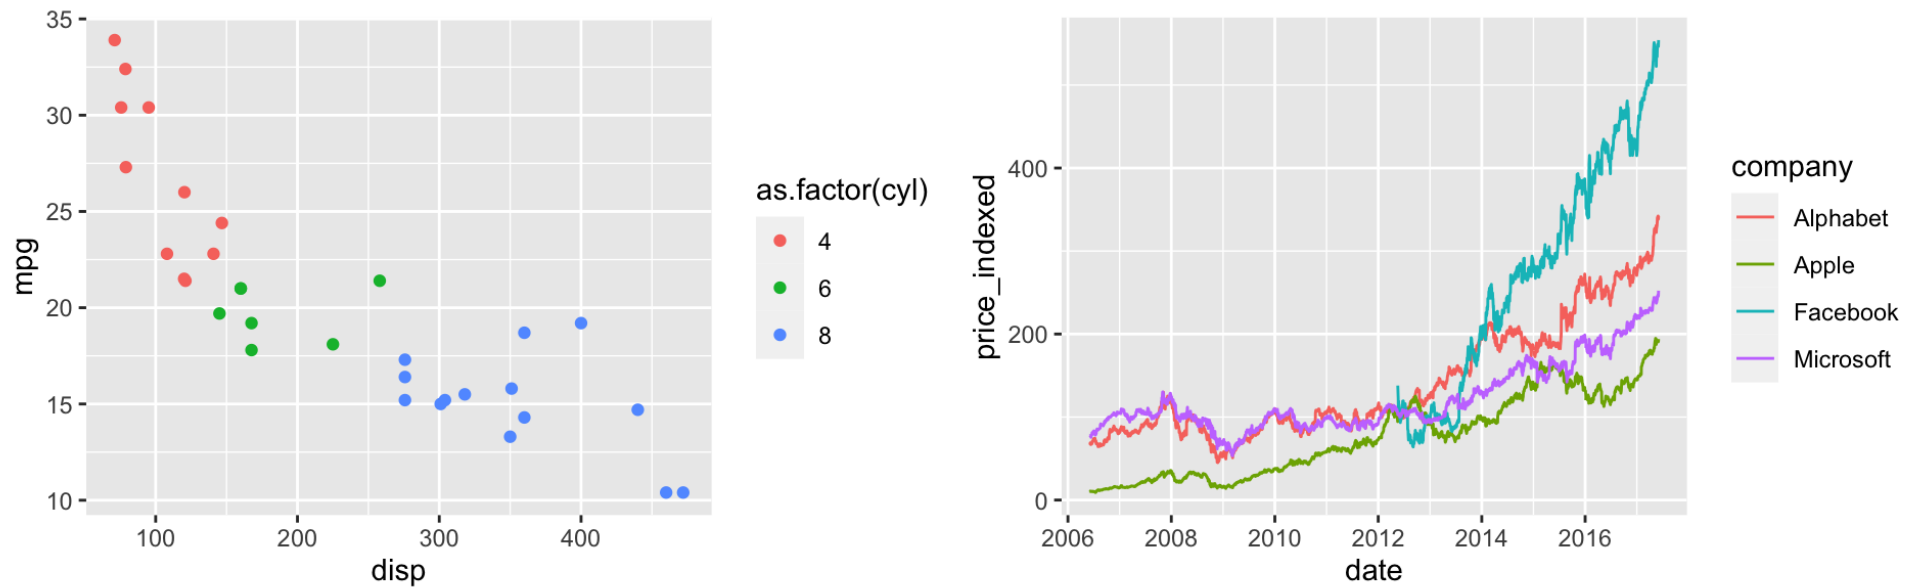 35
30
25
20
15
10
mpg
100 200 300 400
disp
as.factor(cyl)
4
6
8
400
200
0
price_indexed
2006 2008 2010 2012 2014 2016
date
company
Alphabet
Apple
Facebook
Microsoft